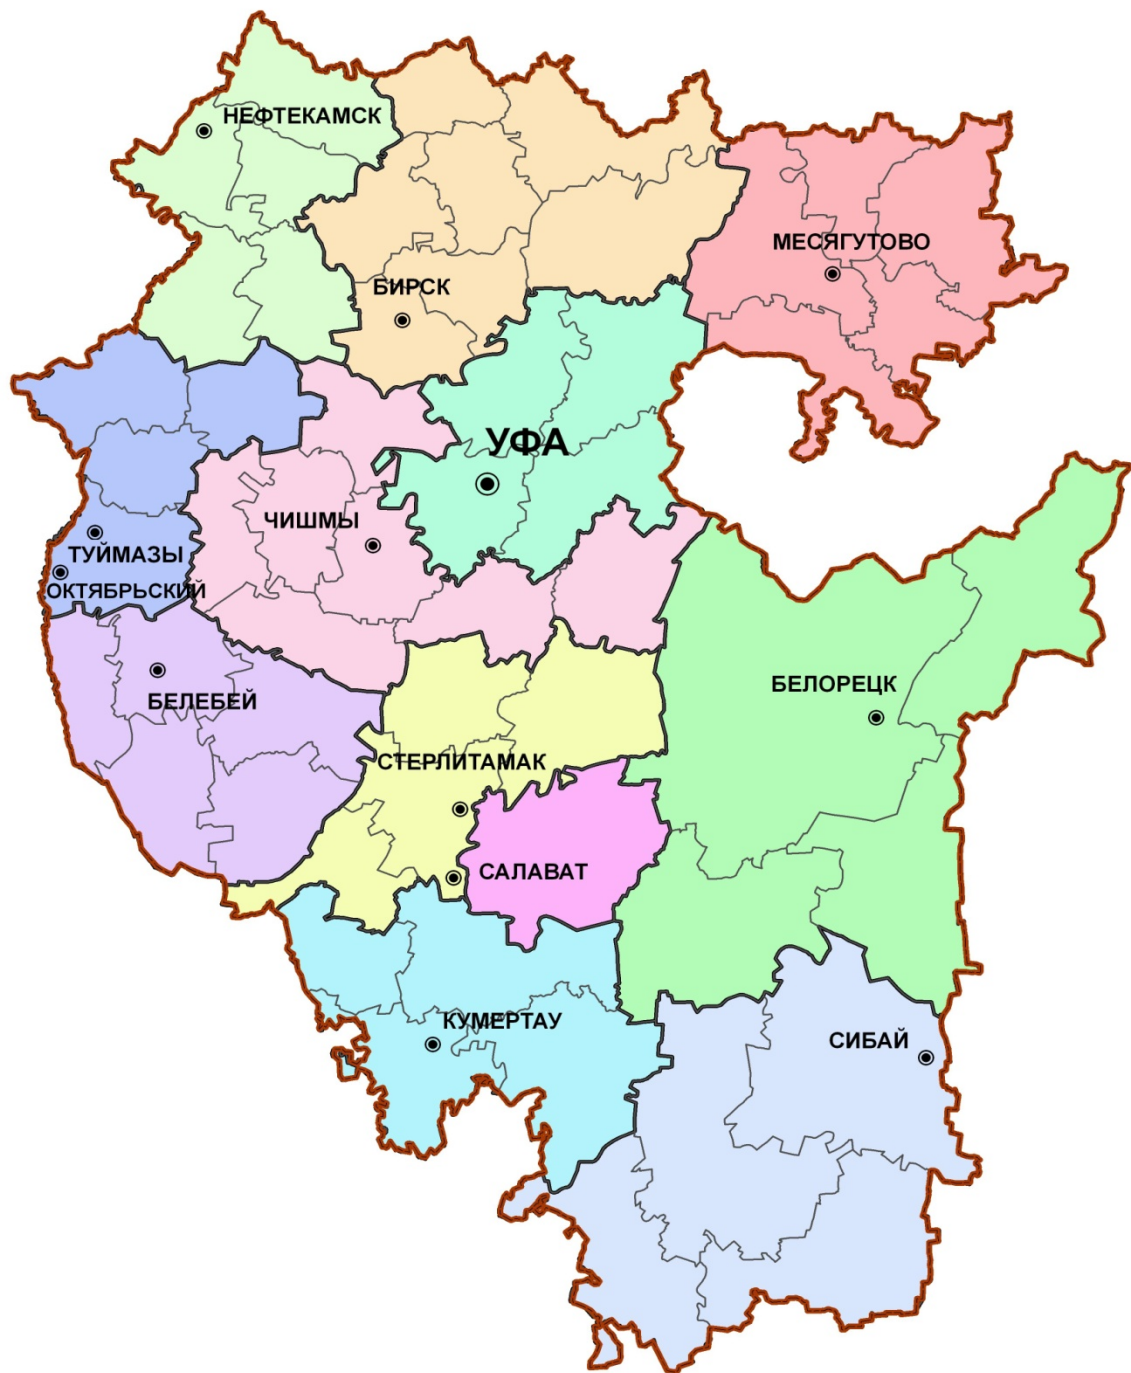 НЕФТЕКАМСК
МЕСЯГУТОВО
БИРСК
УФА
ЧИШМЫ
ТУЙМАЗЫ
ОКТЯБРЬСКИЙ
БЕЛОРЕЦК
БЕЛЕБЕЙ
СТЕРЛИТАМАК
САЛАВАТ
КУМЕРТАУ
СИБАЙ